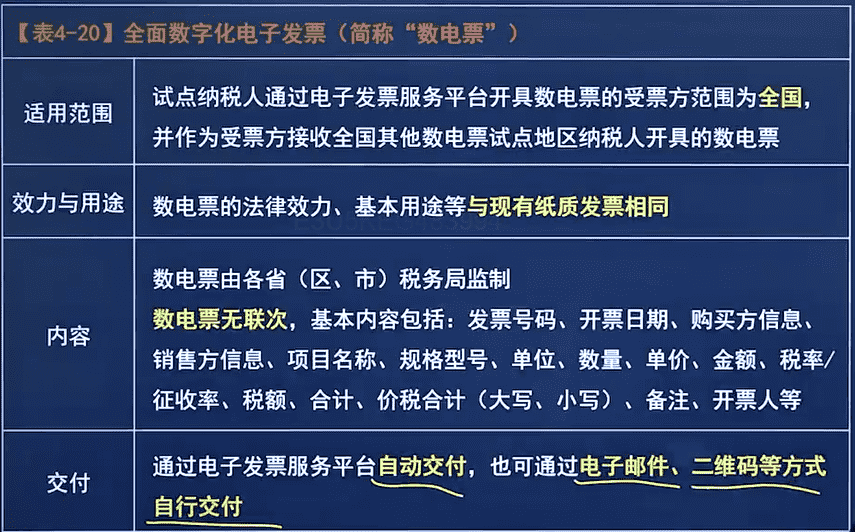 【表4-20】全面数字化电子发票（简称“数电票”）
适用范围
试点纳税人通过电子发票服务平台开具数电票的受票方范围为全国，
并作为受票方接收全国其他数电票试点地区纳税人开具的数电票
效力与用途
数电票的法律效力、基本用途等与现有纸质发票相同
内容
数电票由各省（区、市）税务局监制
数电票无联次，基本内容包括：发票号码、开票日期、购买方信息、
销售方信息、项目名称、规格型号、单位、数量、单价、金额、税率/
征收率、税额、合计、价税合计（大写、小写）、备注、开票人等
交付
通过电子发票服务平台自动交付，也可通过电子邮件、二维码等方式
自行交付